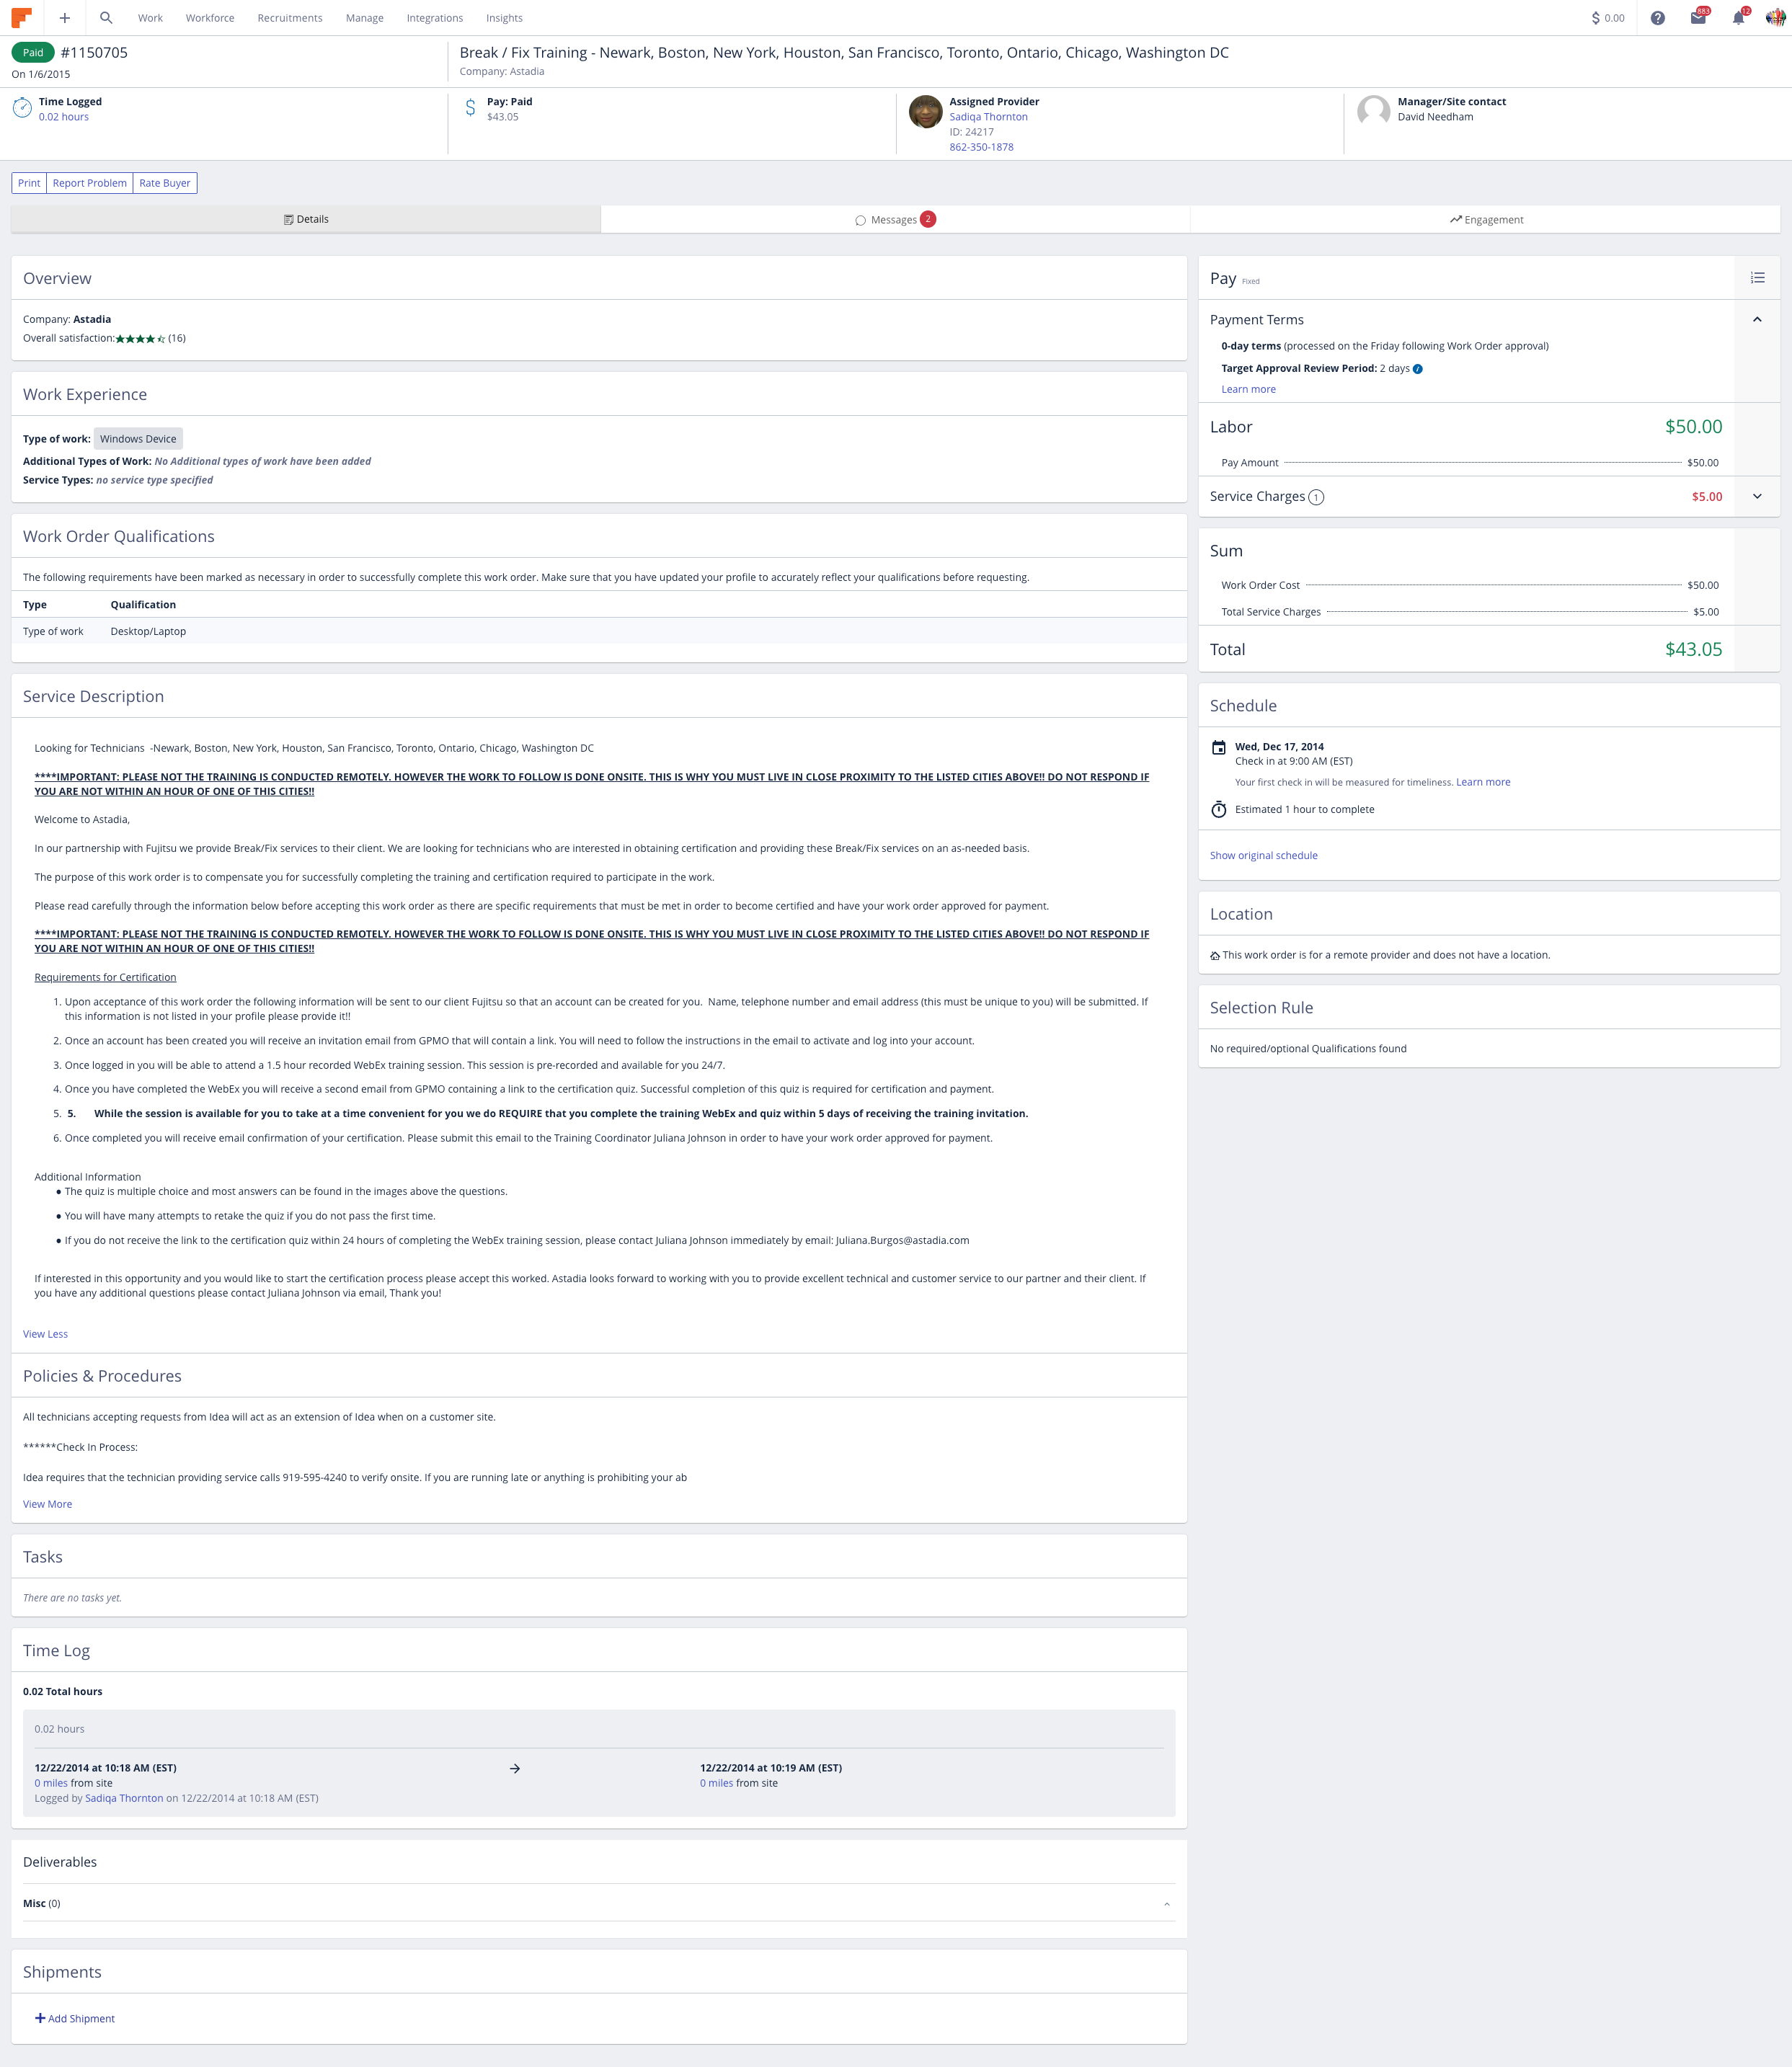 Work Workforce Recruitments Manage Integrations Insights
$ 0.00
883
12
Paid #1150705
On 1/6/2015
Break / Fix Training - Newark, Boston, New York, Houston, San Francisco, Toronto, Ontario, Chicago, Washington DC
Company: Astadia
Time Logged
0.02 hours
Pay: Paid
$43.05
Assigned Provider
Sadiqa Thornton
ID: 24217
862-350-1878
Manager/Site contact
David Needham
Print Report Problem Rate Buyer
Details Messages 2 Engagement
Overview
Company: Astadia
Overall satisfaction: (16)
Work Experience
Type of work: Windows Device
Additional Types of Work: No Additional types of work have been added
Service Types: no service type specified
Work Order Qualifications
The following requirements have been marked as necessary in order to successfully complete this work order. Make sure that you have updated your profile to accurately reflect your qualifications before requesting.
Type Qualification
Type of work Desktop/Laptop
Service Description
Looking for Technicians -Newark, Boston, New York, Houston, San Francisco, Toronto, Ontario, Chicago, Washington DC
****IMPORTANT: PLEASE NOT THE TRAINING IS CONDUCTED REMOTELY. HOWEVER THE WORK TO FOLLOW IS DONE ONSITE. THIS IS WHY YOU MUST LIVE IN CLOSE PROXIMITY TO THE LISTED CITIES ABOVE!! DO NOT RESPOND IF
YOU ARE NOT WITHIN AN HOUR OF ONE OF THIS CITIES!!
Welcome to Astadia,
In our partnership with Fujitsu we provide Break/Fix services to their client. We are looking for technicians who are interested in obtaining certification and providing these Break/Fix services on an as-needed basis.
The purpose of this work order is to compensate you for successfully completing the training and certification required to participate in the work.
Please read carefully through the information below before accepting this work order as there are specific requirements that must be met in order to become certified and have your work order approved for payment.
****IMPORTANT: PLEASE NOT THE TRAINING IS CONDUCTED REMOTELY. HOWEVER THE WORK TO FOLLOW IS DONE ONSITE. THIS IS WHY YOU MUST LIVE IN CLOSE PROXIMITY TO THE LISTED CITIES ABOVE!! DO NOT RESPOND IF
YOU ARE NOT WITHIN AN HOUR OF ONE OF THIS CITIES!!
Requirements for Certification
1. Upon acceptance of this work order the following information will be sent to our client Fujitsu so that an account can be created for you. Name, telephone number and email address (this must be unique to you) will be submitted. If
this information is not listed in your profile please provide it!!
2. Once an account has been created you will receive an invitation email from GPMO that will contain a link. You will need to follow the instructions in the email to activate and log into your account.
3. Once logged in you will be able to attend a 1.5 hour recorded WebEx training session. This session is pre-recorded and available for you 24/7.
4. Once you have completed the WebEx you will receive a second email from GPMO containing a link to the certification quiz. Successful completion of this quiz is required for certification and payment.
5. 5. While the session is available for you to take at a time convenient for you we do REQUIRE that you complete the training WebEx and quiz within 5 days of receiving the training invitation.
6. Once completed you will receive email confirmation of your certification. Please submit this email to the Training Coordinator Juliana Johnson in order to have your work order approved for payment.
Additional Information
● The quiz is multiple choice and most answers can be found in the images above the questions.
● You will have many attempts to retake the quiz if you do not pass the first time.
● If you do not receive the link to the certification quiz within 24 hours of completing the WebEx training session, please contact Juliana Johnson immediately by email: Juliana.Burgos@astadia.com
If interested in this opportunity and you would like to start the certification process please accept this worked. Astadia looks forward to working with you to provide excellent technical and customer service to our partner and their client. If
you have any additional questions please contact Juliana Johnson via email, Thank you!
View Less
Policies & Procedures
All technicians accepting requests from Idea will act as an extension of Idea when on a customer site.
******Check In Process:
Idea requires that the technician providing service calls 919-595-4240 to verify onsite. If you are running late or anything is prohibiting your ab
View More
Tasks
There are no tasks yet.
Time Log
0.02 Total hours
0.02 hours
12/22/2014 at 10:18 AM (EST) → 12/22/2014 at 10:19 AM (EST)
0 miles from site 0 miles from site
Logged by Sadiqa Thornton on 12/22/2014 at 10:18 AM (EST)
Deliverables
Misc (0)
Shipments
+ Add Shipment
Pay Fixed
Payment Terms
0-day terms (processed on the Friday following Work Order approval)
Target Approval Review Period: 2 days
Learn more
Labor $50.00
Pay Amount $50.00
Service Charges 1 $5.00
Sum
Work Order Cost $50.00
Total Service Charges $5.00
Total $43.05
Schedule
Wed, Dec 17, 2014
Check in at 9:00 AM (EST)
Your first check in will be measured for timeliness. Learn more
Estimated 1 hour to complete
Show original schedule
Location
This work order is for a remote provider and does not have a location.
Selection Rule
No required/optional Qualifications found